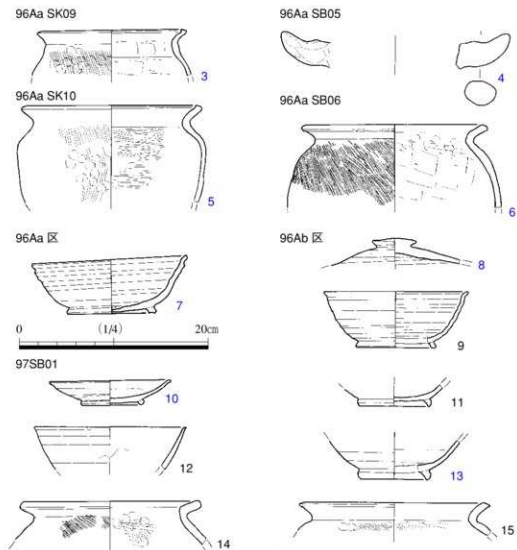 96Aa SK09
3
96Aa SB05
4
96Aa SK10
5
96Aa SB06
6
96Aa 区
7
96Ab 区
8
9
0 (1/4) 20cm
97SB01
10
11
12
13
14
15